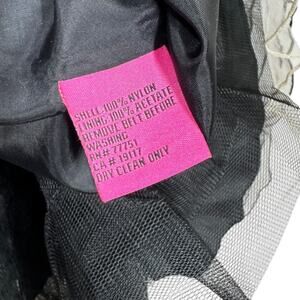 SHELL: 100% NYLON
LINING: 100% ACETATE
REMOVE BELT BEFORE
WASHING
RN# 77751
CA # 19177
DRY CLEAN ONLY